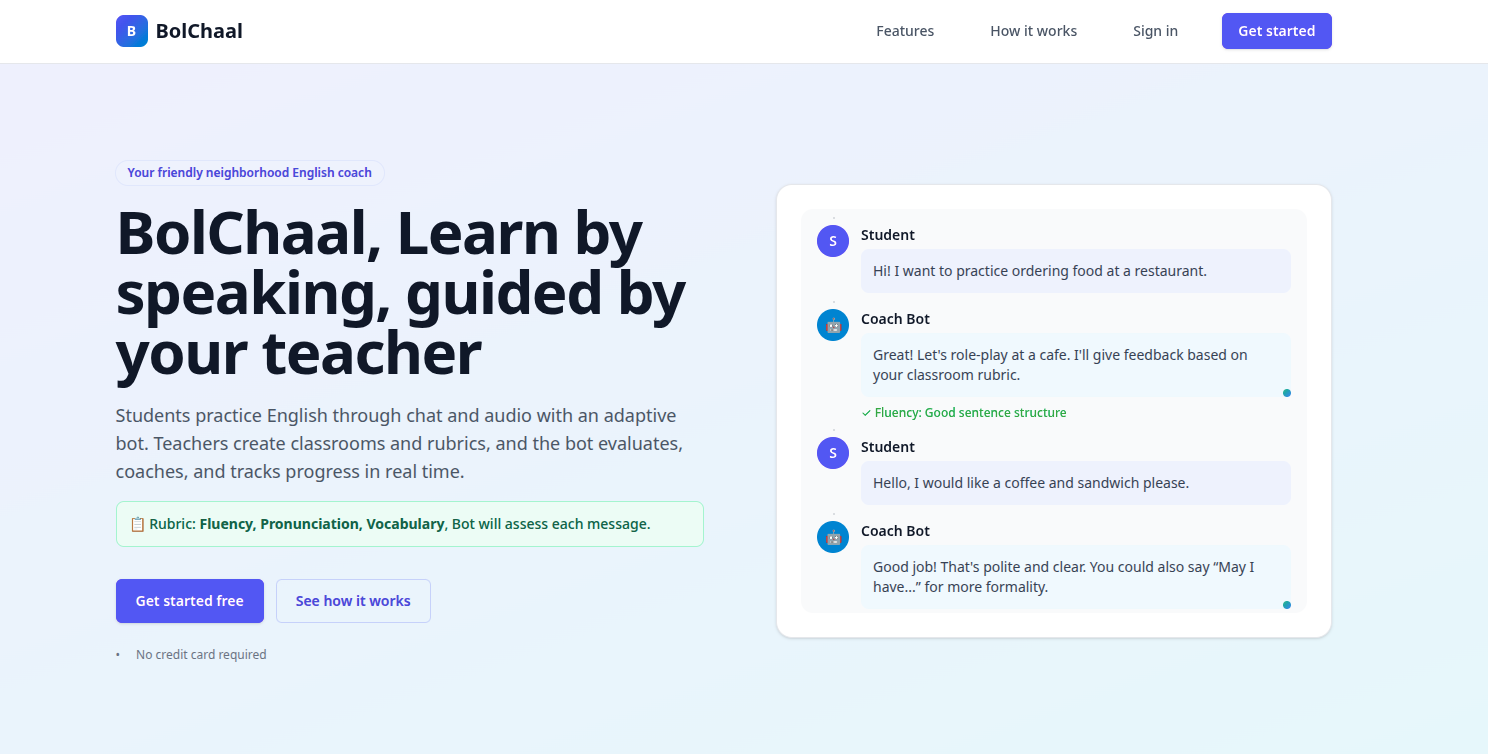 B BolChaal
Features How it works Sign in Get started
Your friendly neighborhood English coach
BolChaal, Learn by
speaking, guided by
your teacher
Students practice English through chat and audio with an adaptive
bot. Teachers create classrooms and rubrics, and the bot evaluates,
coaches, and tracks progress in real time.
📋 Rubric: Fluency, Pronunciation, Vocabulary, Bot will assess each message.
Get started free See how it works
• No credit card required
S Student
Hi! I want to practice ordering food at a restaurant.
🤖 Coach Bot
Great! Let's role-play at a cafe. I'll give feedback based on
your classroom rubric.
✓ Fluency: Good sentence structure
S Student
Hello, I would like a coffee and sandwich please.
🤖 Coach Bot
Good job! That's polite and clear. You could also say “May I
have...” for more formality.